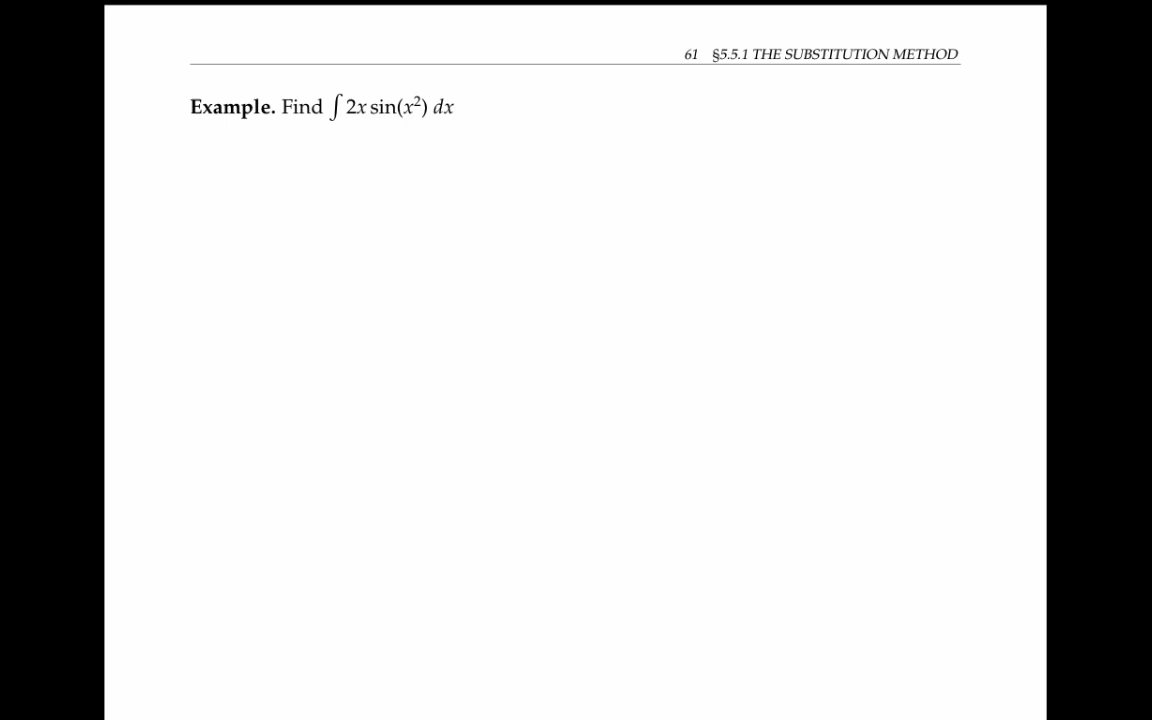 61 §5.5.1 THE SUBSTITUTION METHOD
Example. Find ∫ 2x sin(x²) dx